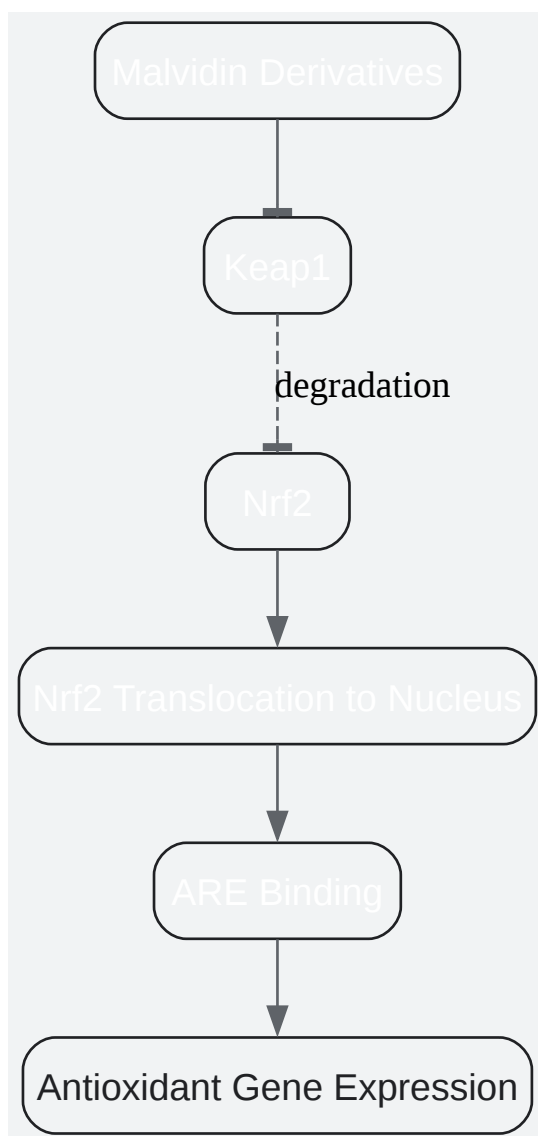 Malvidin Derivatives
Keap1
degradation
Nrf2
Nrf2 Translocation to Nucleus
ARE Binding
Antioxidant Gene Expression